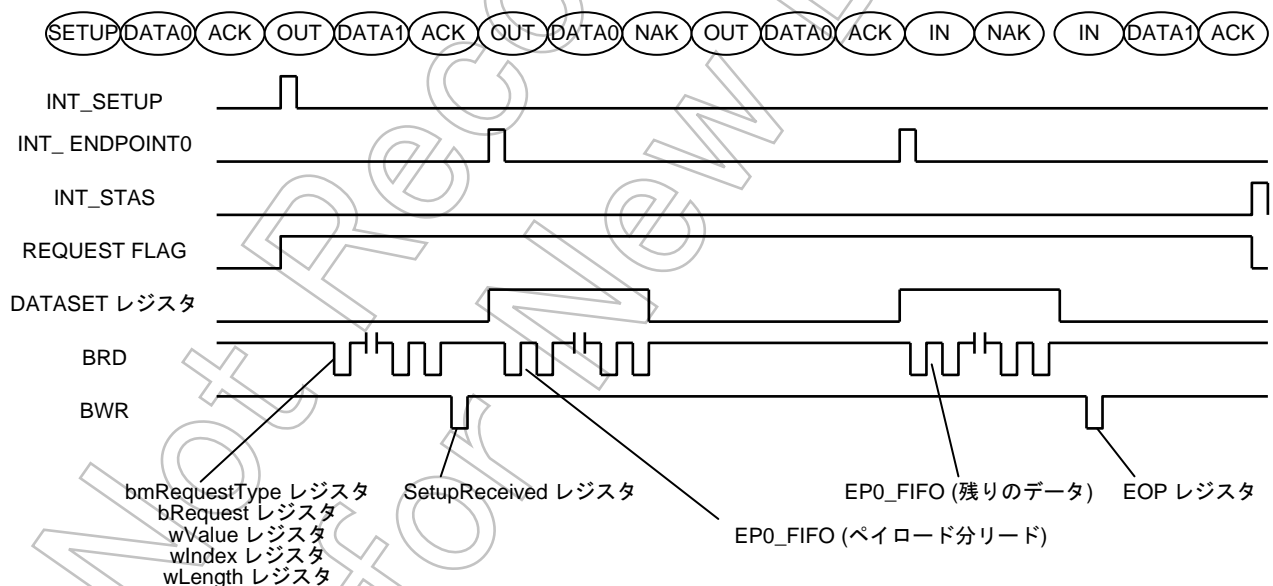 SETUP DATA0 ACK OUT DATA1 ACK OUT DATA0 NAK OUT DATA0 ACK IN NAK IN DATA1 ACK
INT_SETUP
INT_ ENDPOINT0
INT_STAS
REQUEST FLAG
DATASET レジスタ
BRD
BWR
bmRequestType レジスタ
bRequest レジスタ
wValue レジスタ
wIndex レジスタ
wLength レジスタ
SetupReceived レジスタ
EP0_FIFO (ペイロード分リード)
EP0_FIFO (残りのデータ)
EOP レジスタ
Not Reco
for New